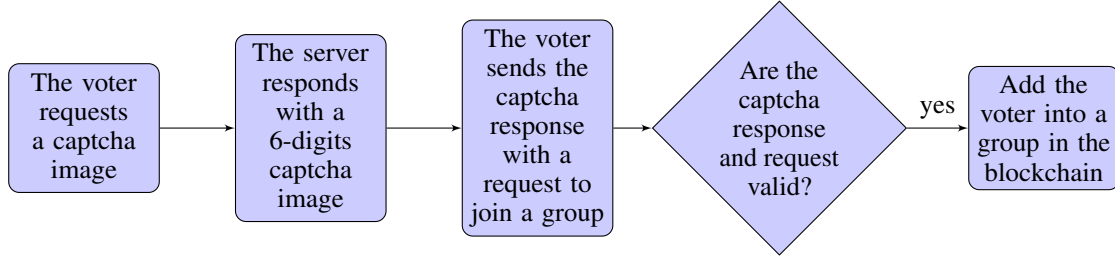 The voter
requests
a captcha
image
The server
responds
with a
6-digits
captcha
image
The voter
sends the
captcha
response
with a
request to
join a group
Are the
captcha
response
and request
valid?
yes
Add the
voter into a
group in the
blockchain